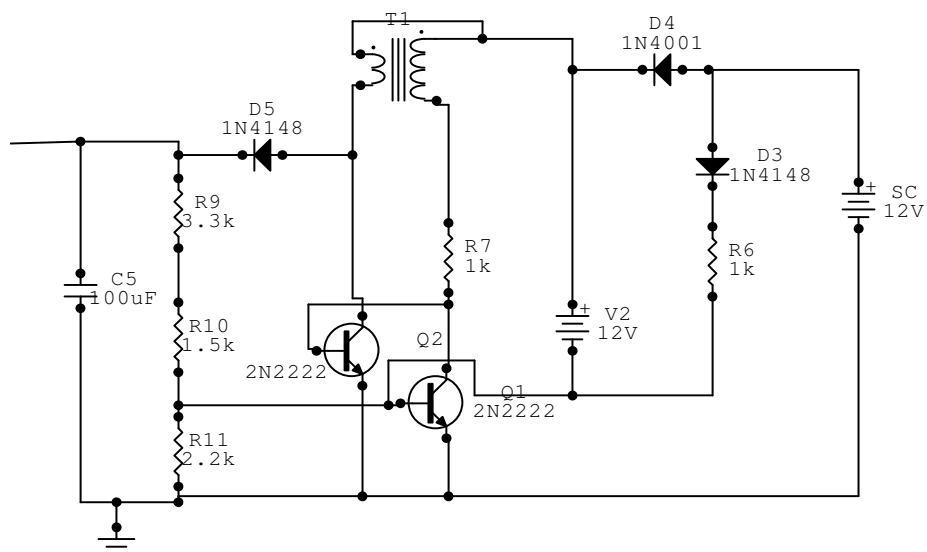 T1
D4
1N4001
D5
1N4148
D3
1N4148
+
SC
12V
R9
3.3k
R7
1k
R6
1k
C5
100uF
+
V2
12V
R10
1.5k
Q2
2N2222
Q1
2N2222
R11
2.2k